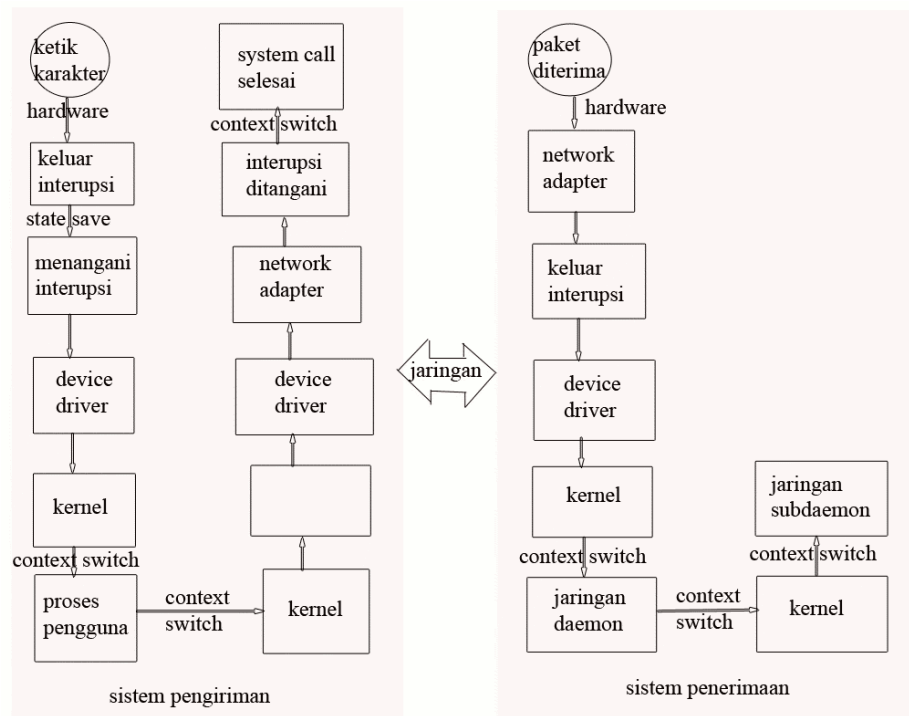 ketik
karakter
hardware
keluar
interupsi
state save
menangani
interupsi
device
driver
kernel
context switch
proses
pengguna
context
switch
kernel
device
driver
network
adapter
interupsi
ditangani
context switch
system call
selesai
sistem pengiriman
jaringan
paket
diterima
hardware
network
adapter
keluar
interupsi
device
driver
kernel
context switch
jaringan
daemon
context
switch
kernel
context switch
jaringan
subdaemon
sistem penerimaan